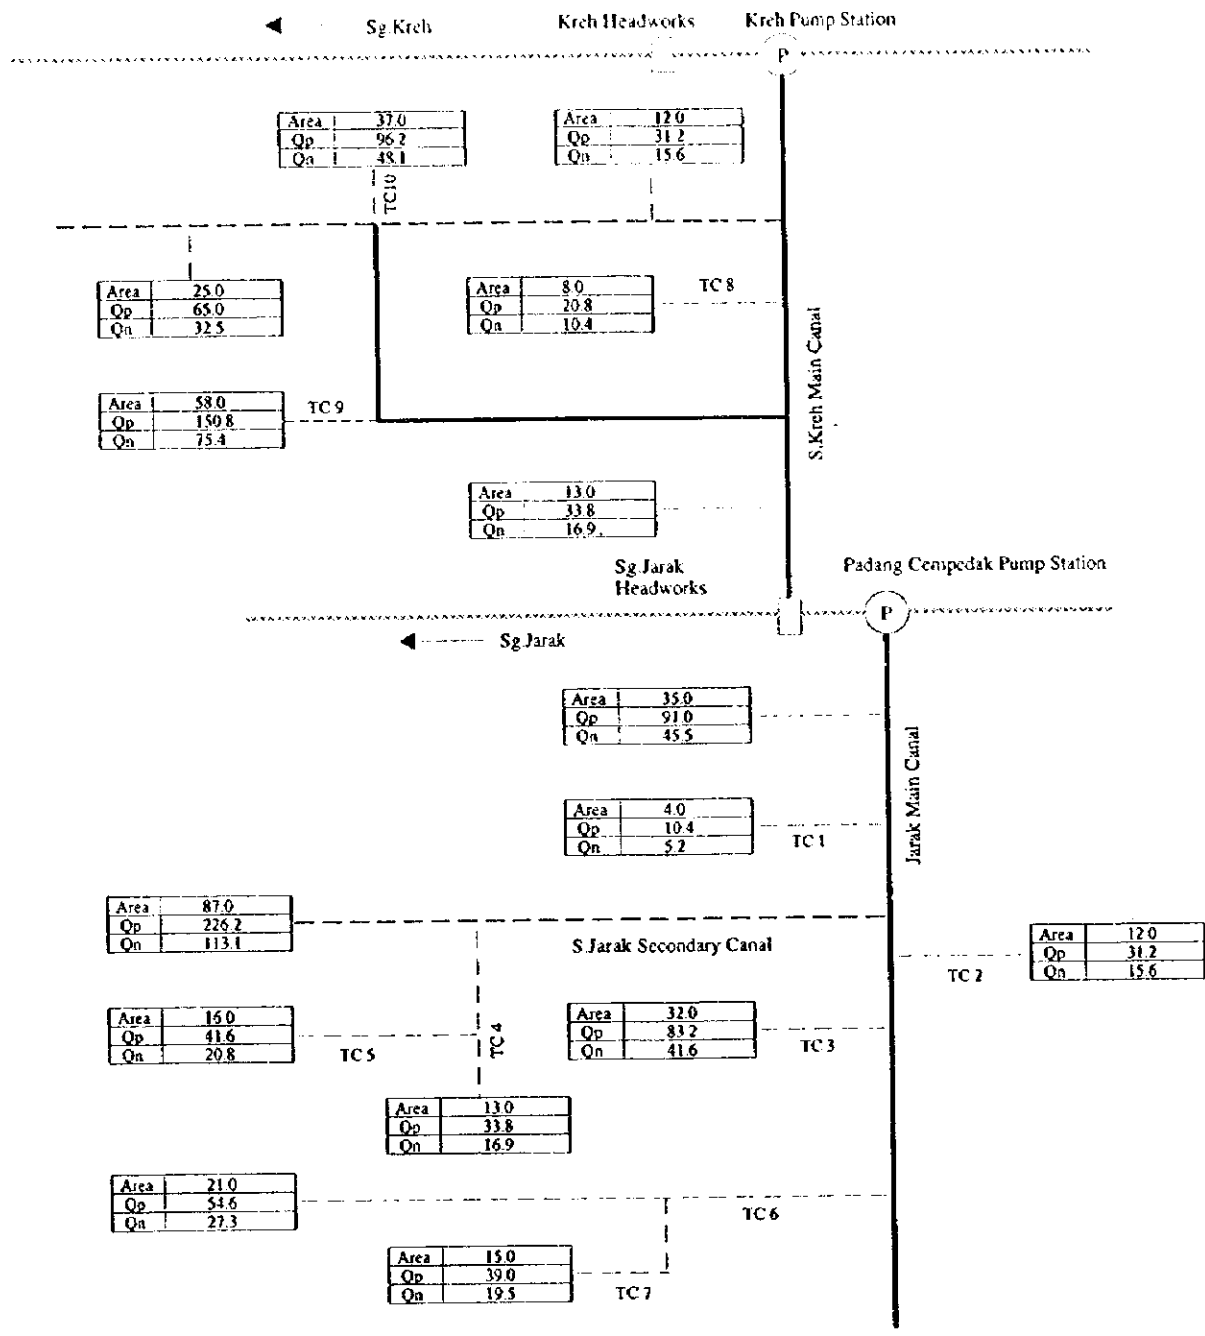 Sg.Kreh
Kreh Headworks
Kreh Pump Station
P
Area 37.0
Qp 96.2
Qn 48.1
Area 12.0
Qp 31.2
Qn 15.6
TC10
Area 25.0
Qp 65.0
Qn 32.5
Area 8.0
Qp 20.8
Qn 10.4
TC 8
S.Kreh Main Canal
Area 58.0
Qp 150.8
Qn 75.4
TC 9
Area 13.0
Qp 33.8
Qn 16.9
Sg.Jarak
Headworks
Padang Cempedak Pump Station
P
Sg.Jarak
Area 35.0
Qp 91.0
Qn 45.5
Jarak Main Canal
Area 4.0
Qp 10.4
Qn 5.2
TC 1
Area 87.0
Qp 226.2
Qn 113.1
S.Jarak Secondary Canal
Area 12.0
Qp 31.2
Qn 15.6
TC 2
Area 16.0
Qp 41.6
Qn 20.8
TC 5
TC 4
Area 32.0
Qp 83.2
Qn 41.6
TC 3
Area 13.0
Qp 33.8
Qn 16.9
Area 21.0
Qp 54.6
Qn 27.3
TC 6
Area 15.0
Qp 39.0
Qn 19.5
TC 7